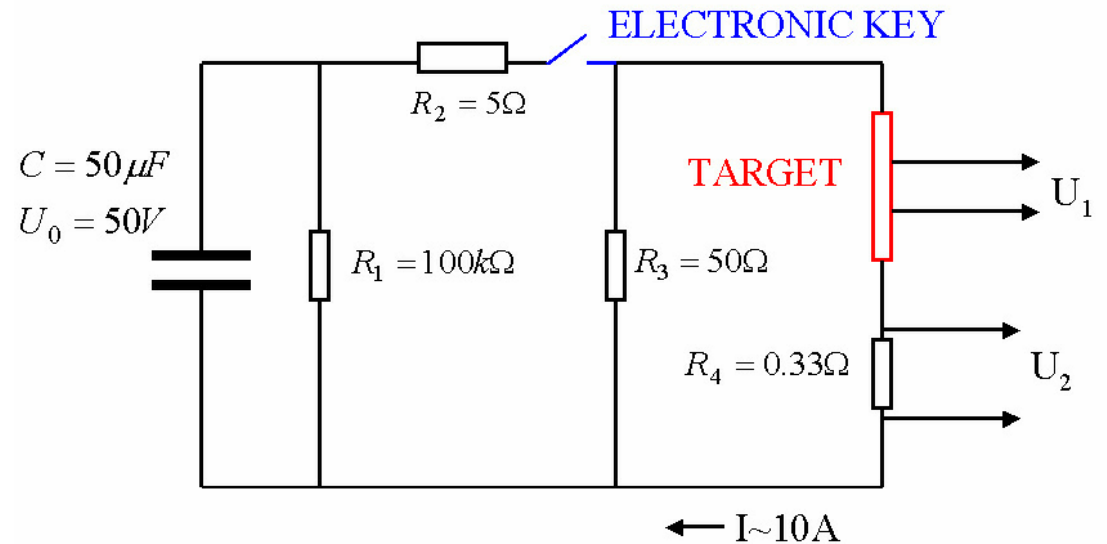 ELECTRONIC KEY
R₂ = 5Ω
C = 50μF
U₀ = 50V
TARGET
U₁
R₁ = 100kΩ
R₃ = 50Ω
R₄ = 0.33Ω
U₂
I~10A